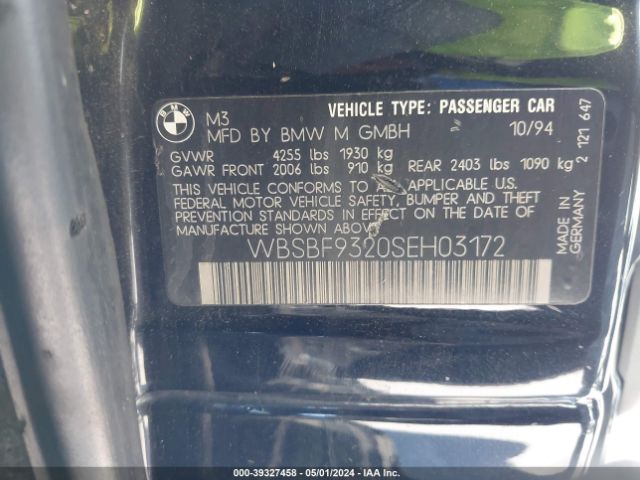 BMW
M3
VEHICLE TYPE: PASSENGER CAR
MFD BY BMW M GMBH 10/94
GVWR 4255 lbs 1930 kg
GAWR FRONT 2006 lbs 910 kg REAR 2403 lbs 1090 kg
THIS VEHICLE CONFORMS TO ALL APPLICABLE U.S.
FEDERAL MOTOR VEHICLE SAFETY, BUMPER AND THEFT
PREVENTION STANDARDS IN EFFECT ON THE DATE OF
MANUFACTURE SHOWN ABOVE
WBSBF9320SEH03172
2 121 647
MADE IN
GERMANY
000-39327458 - 05/01/2024 - IAA Inc.